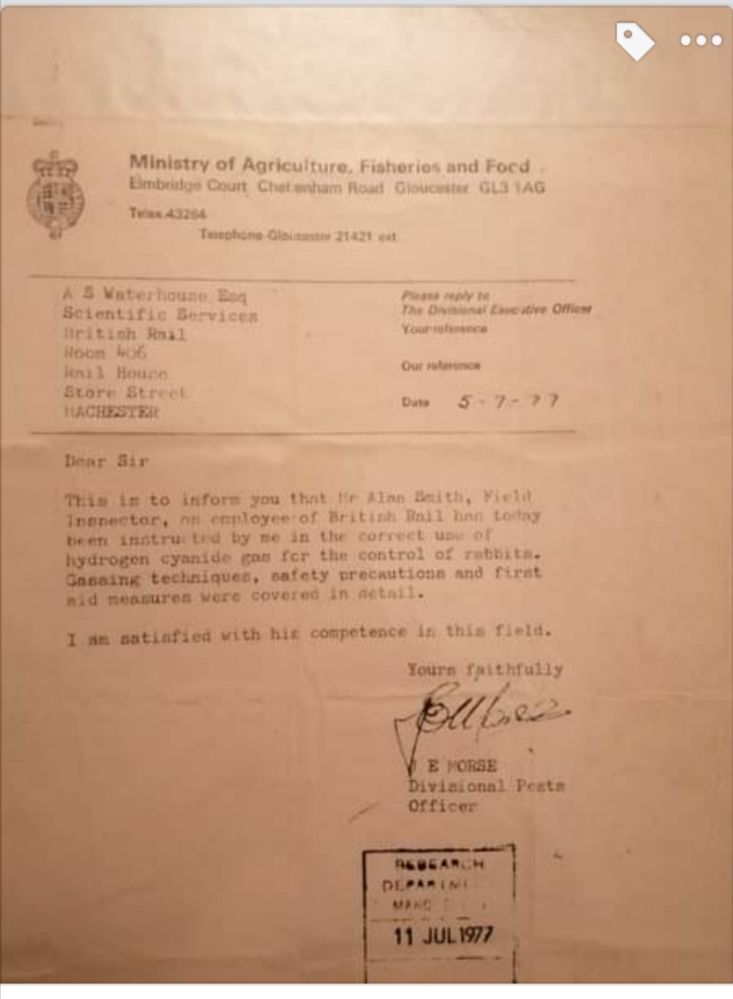 Ministry of Agriculture, Fisheries and Food
Elmbridge Court, Cheltenham Road Gloucester GL3 1AG
Telex 43264
Telephone Gloucester 21421 ext
A S Waterhouse Esq
Scientific Services
British Rail
Room 406
Rail House
Store Street
MACHESTER
Please reply to
The Divisional Executive Officer
Your reference
Our reference
Date 5-7-77
Dear Sir
This is to inform you that Mr Alan Smith, Field
Inspector, an employee of British Rail has today
been instructed by me in the correct use of
hydrogen cyanide gas for the control of rabbits.
Gassing techniques, safety precautions and first
aid measures were covered in detail.
I am satisfied with his competence in this field.
Yours faithfully
J E MORSE
Divisional Pests
Officer
RESEARCH
DEPARTME
11 JUL 1977